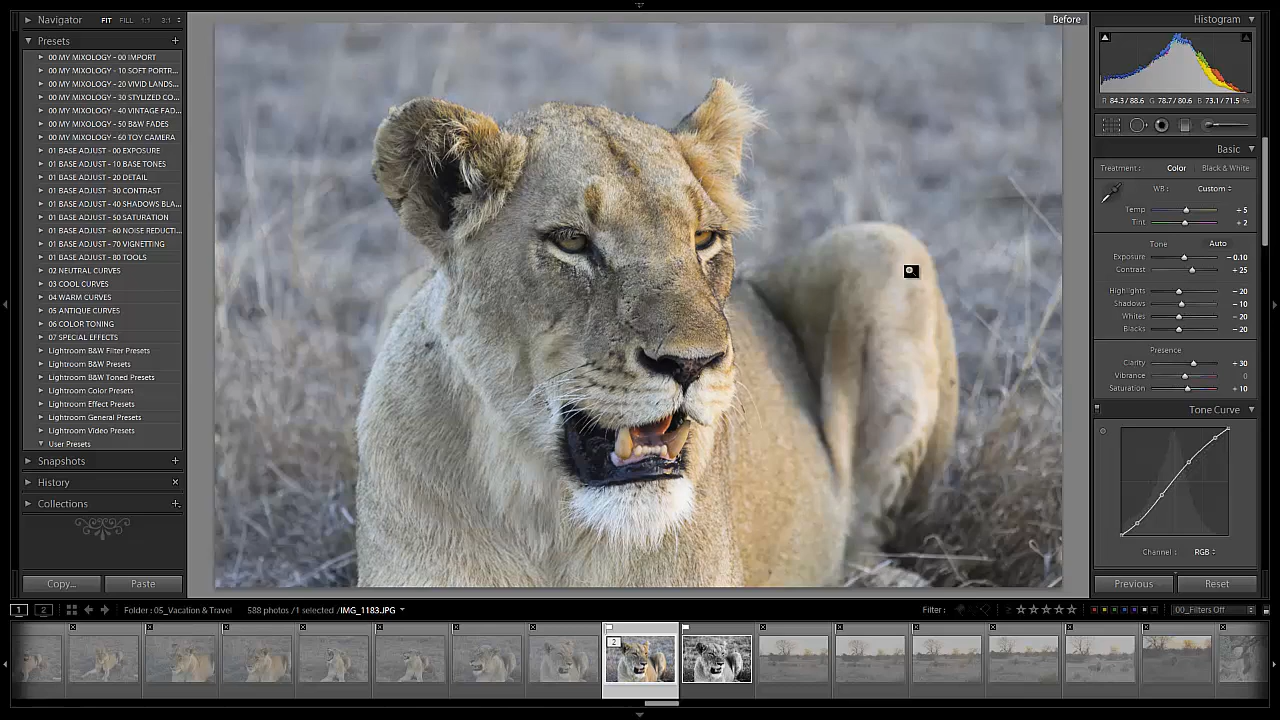 Navigator FIT FILL 1:1 3:1
Presets
00 MY MIXOLOGY - 00 IMPORT
00 MY MIXOLOGY - 10 SOFT PORTR...
00 MY MIXOLOGY - 20 VIVID LANDS...
00 MY MIXOLOGY - 30 STYLIZED CO...
00 MY MIXOLOGY - 40 VINTAGE FAD...
00 MY MIXOLOGY - 50 B&W FADES
00 MY MIXOLOGY - 60 TOY CAMERA
01 BASE ADJUST - 00 EXPOSURE
01 BASE ADJUST - 10 BASE TONES
01 BASE ADJUST - 20 DETAIL
01 BASE ADJUST - 30 CONTRAST
01 BASE ADJUST - 40 SHADOWS BLA...
01 BASE ADJUST - 50 SATURATION
01 BASE ADJUST - 60 NOISE REDUCTI...
01 BASE ADJUST - 70 VIGNETTING
01 BASE ADJUST - 80 TOOLS
02 NEUTRAL CURVES
03 COOL CURVES
04 WARM CURVES
05 ANTIQUE CURVES
06 COLOR TONING
07 SPECIAL EFFECTS
Lightroom B&W Filter Presets
Lightroom B&W Presets
Lightroom B&W Toned Presets
Lightroom Color Presets
Lightroom Effect Presets
Lightroom General Presets
Lightroom Video Presets
User Presets
Snapshots
History
Collections
Copy... Paste
Before
Histogram
R 84.3 / 88.6 G 78.7 / 80.6 B 73.1 / 71.5 %
Basic
Treatment : Color Black & White
WB : Custom
Temp + 5
Tint + 2
Tone Auto
Exposure − 0.10
Contrast + 25
Highlights − 20
Shadows − 10
Whites − 20
Blacks − 20
Presence
Clarity + 30
Vibrance 0
Saturation + 10
Tone Curve
Channel : RGB
Previous Reset
1 2 Folder : 05_Vacation & Travel 588 photos / 1 selected / IMG_1183.JPG Filter : 00_Filters Off
2